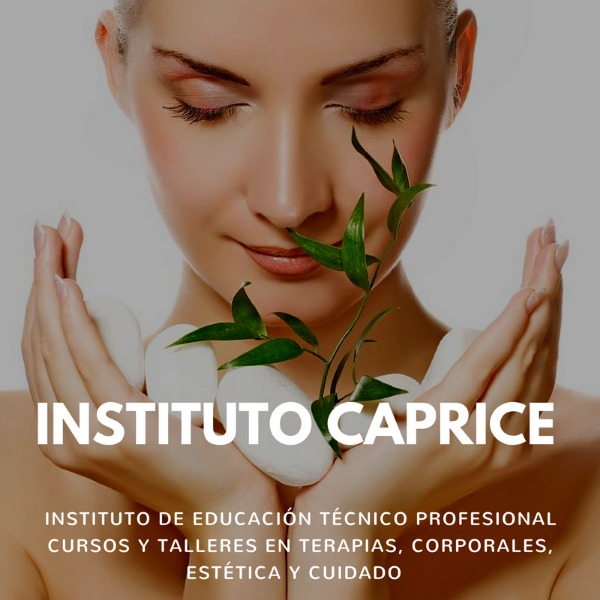 INSTITUTO CAPRICE
INSTITUTO DE EDUCACIÓN TÉCNICO PROFESIONAL
CURSOS Y TALLERES EN TERAPIAS, CORPORALES,
ESTÉTICA Y CUIDADO